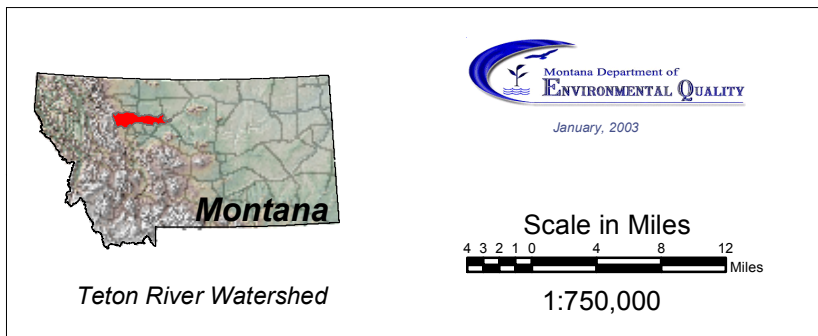 Montana
Teton River Watershed
Montana Department of
ENVIRONMENTAL QUALITY
January, 2003
Scale in Miles
4 3 2 1 0 4 8 12
Miles
1:750,000